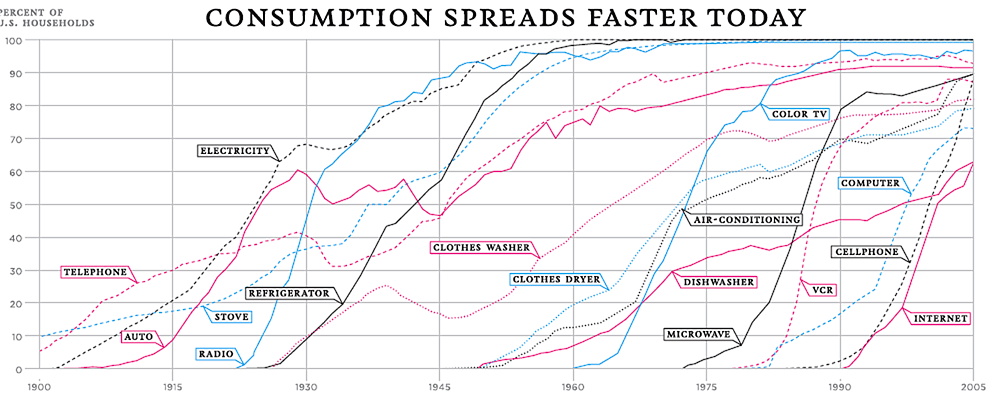 PERCENT OF
U.S. HOUSEHOLDS
CONSUMPTION SPREADS FASTER TODAY
100
90
80
70
60
50
40
30
20
10
0
ELECTRICITY
TELEPHONE
AUTO
STOVE
RADIO
REFRIGERATOR
CLOTHES WASHER
CLOTHES DRYER
COLOR TV
AIR-CONDITIONING
DISHWASHER
MICROWAVE
COMPUTER
CELLPHONE
VCR
INTERNET
1900
1915
1930
1945
1960
1975
1990
2005